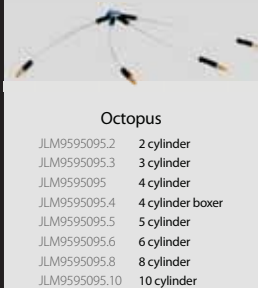 Octopus
JLM9595095.2 2 cylinder
JLM9595095.3 3 cylinder
JLM9595095 4 cylinder
JLM9595095.4 4 cylinder boxer
JLM9595095.5 5 cylinder
JLM9595095.6 6 cylinder
JLM9595095.8 8 cylinder
JLM9595095.10 10 cylinder